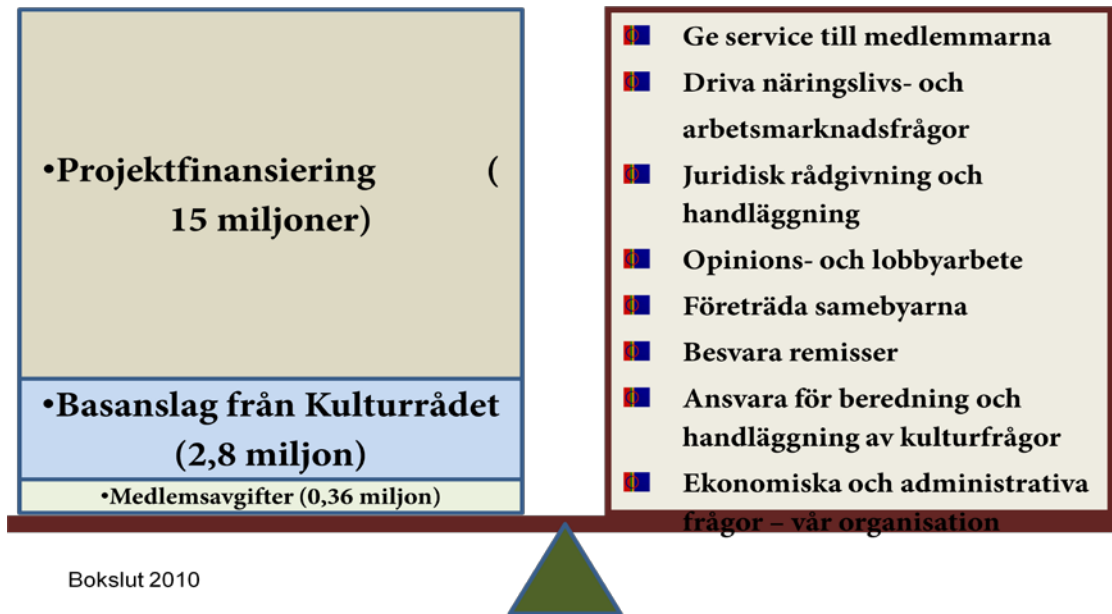 •Projektfinansiering (
15 miljoner)
•Basanslag från Kulturrådet
(2,8 miljon)
•Medlemsavgifter (0,36 miljon)
Ge service till medlemmarna
Driva näringslivs- och
arbetsmarknadsfrågor
Juridisk rådgivning och
handläggning
Opinions- och lobbyarbete
Företräda samebyarna
Besvara remisser
Ansvara för beredning och
handläggning av kulturfrågor
Ekonomiska och administrativa
frågor – vår organisation
Bokslut 2010